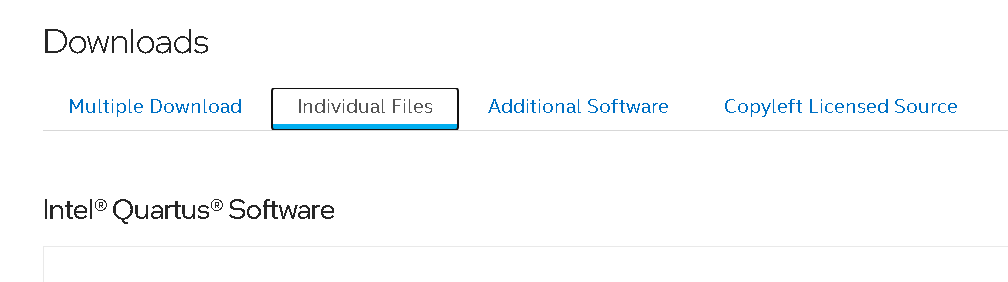 Downloads
Multiple Download Individual Files Additional Software Copyleft Licensed Source
Intel® Quartus® Software